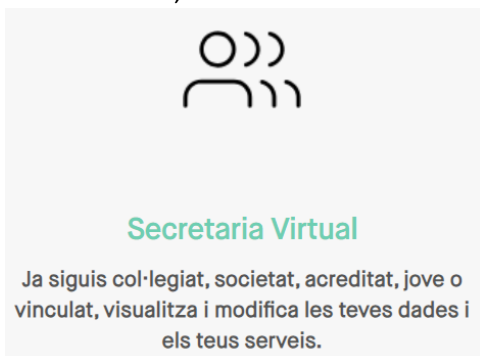 Secretaria Virtual
Ja siguis col·legiat, societat, acreditat, jove o
vinculat, visualitza i modifica les teves dades i
els teus serveis.